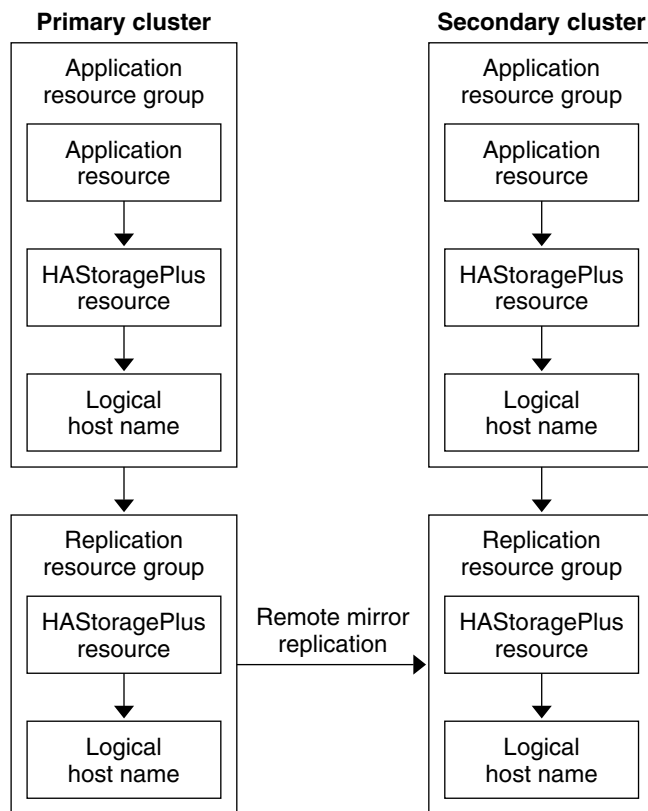 Primary cluster
Application
resource group
Application
resource
HAStoragePlus
resource
Logical
host name
Replication
resource group
HAStoragePlus
resource
Logical
host name
Remote mirror
replication
Secondary cluster
Application
resource group
Application
resource
HAStoragePlus
resource
Logical
host name
Replication
resource group
HAStoragePlus
resource
Logical
host name